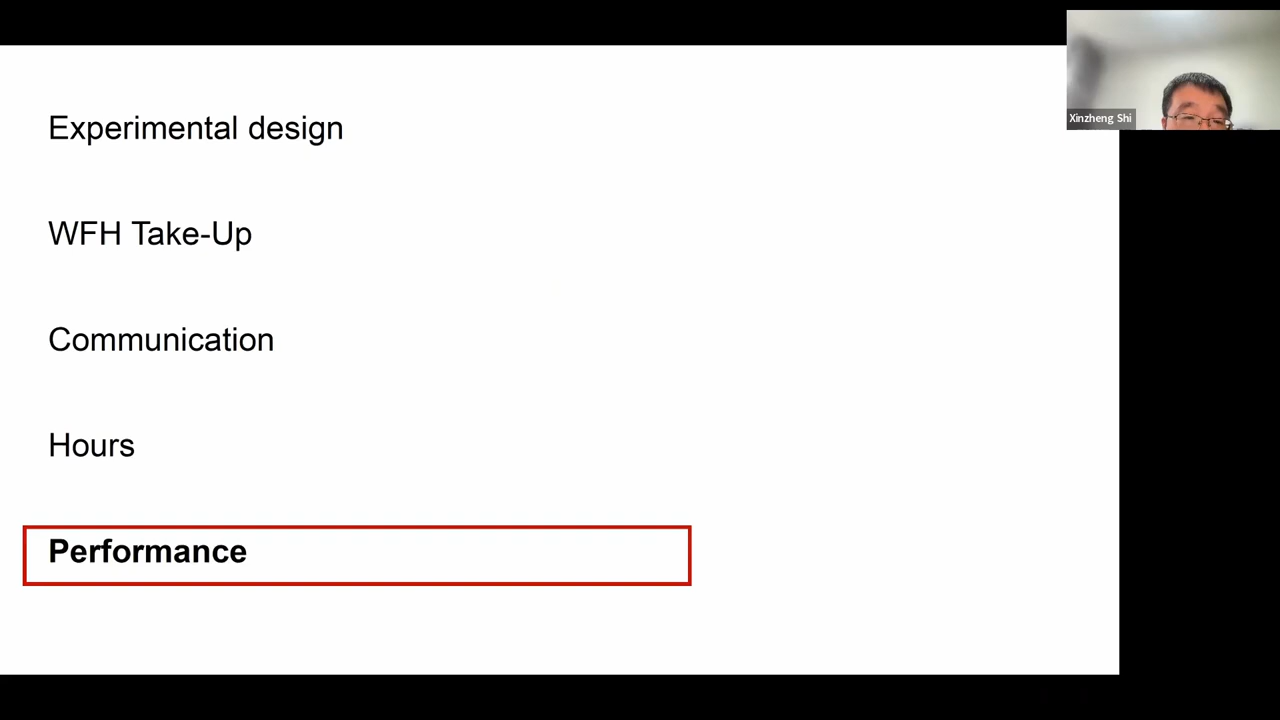 Xinzheng Shi
Experimental design
WFH Take-Up
Communication
Hours
Performance